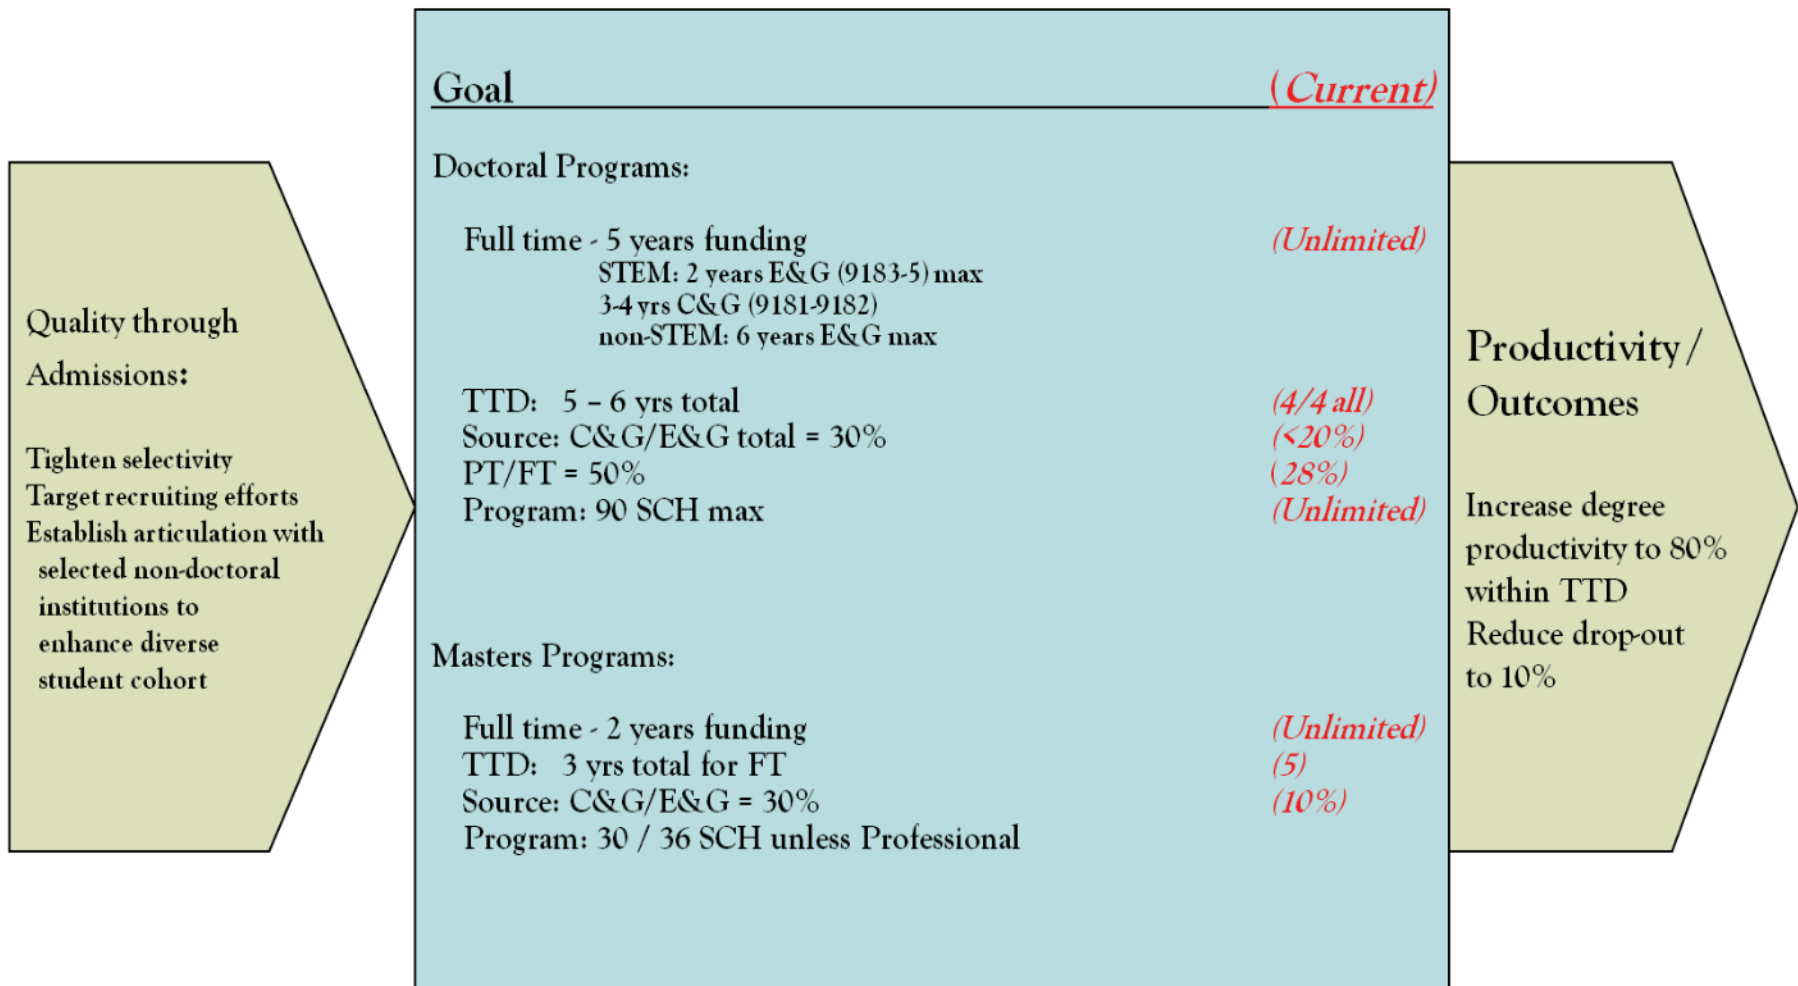 Quality through
Admissions:
Tighten selectivity
Target recruiting efforts
Establish articulation with
selected non-doctoral
institutions to
enhance diverse
student cohort
Goal (Current)
Doctoral Programs:
Full time - 5 years funding (Unlimited)
STEM: 2 years E&G (9183-5) max
3-4 yrs C&G (9181-9182)
non-STEM: 6 years E&G max
TTD: 5 – 6 yrs total (4/4 all)
Source: C&G/E&G total = 30% (<20%)
PT/FT = 50% (28%)
Program: 90 SCH max (Unlimited)
Masters Programs:
Full time - 2 years funding (Unlimited)
TTD: 3 yrs total for FT (5)
Source: C&G/E&G = 30% (10%)
Program: 30 / 36 SCH unless Professional
Productivity/
Outcomes
Increase degree
productivity to 80%
within TTD
Reduce drop-out
to 10%